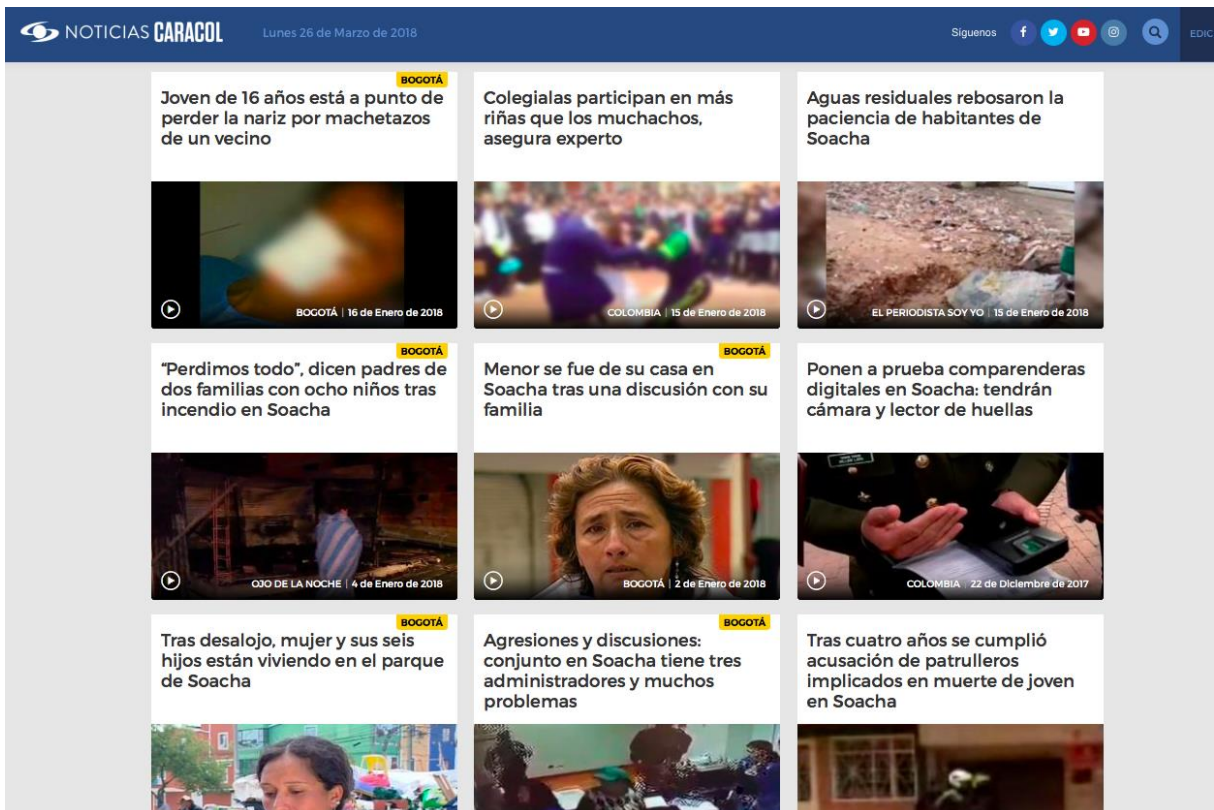 NOTICIAS CARACOL
Lunes 26 de Marzo de 2018
Síguenos
EDIC
BOGOTÁ
Joven de 16 años está a punto de
perder la nariz por machetazos
de un vecino
BOGOTÁ | 16 de Enero de 2018
Colegialas participan en más
riñas que los muchachos,
asegura experto
COLOMBIA | 15 de Enero de 2018
Aguas residuales rebosaron la
paciencia de habitantes de
Soacha
EL PERIODISTA SOY YO | 15 de Enero de 2018
BOGOTÁ
“Perdimos todo”, dicen padres de
dos familias con ocho niños tras
incendio en Soacha
OJO DE LA NOCHE | 4 de Enero de 2018
BOGOTÁ
Menor se fue de su casa en
Soacha tras una discusión con su
familia
BOGOTÁ | 2 de Enero de 2018
Ponen a prueba comparenderas
digitales en Soacha: tendrán
cámara y lector de huellas
COLOMBIA | 22 de Diciembre de 2017
BOGOTÁ
Tras desalojo, mujer y sus seis
hijos están viviendo en el parque
de Soacha
BOGOTÁ
Agresiones y discusiones:
conjunto en Soacha tiene tres
administradores y muchos
problemas
Tras cuatro años se cumplió
acusación de patrulleros
implicados en muerte de joven
en Soacha